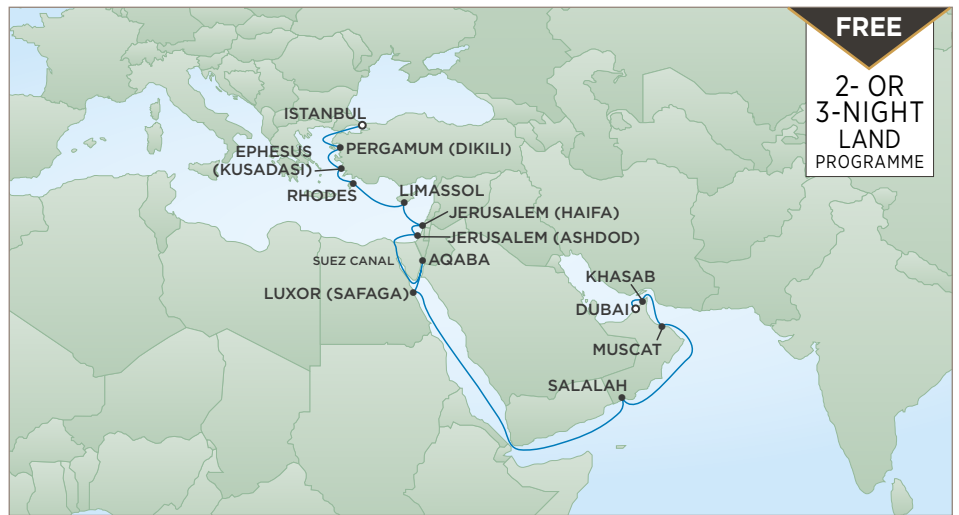 FREE
2- OR
3-NIGHT
LAND
PROGRAMME
ISTANBUL
PERGAMUM (DIKILI)
EPHESUS
(KUSADASI)
RHODES
LIMASSOL
JERUSALEM (HAIFA)
JERUSALEM (ASHDOD)
SUEZ CANAL
AQABA
LUXOR (SAFAGA)
KHASAB
DUBAI
MUSCAT
SALALAH